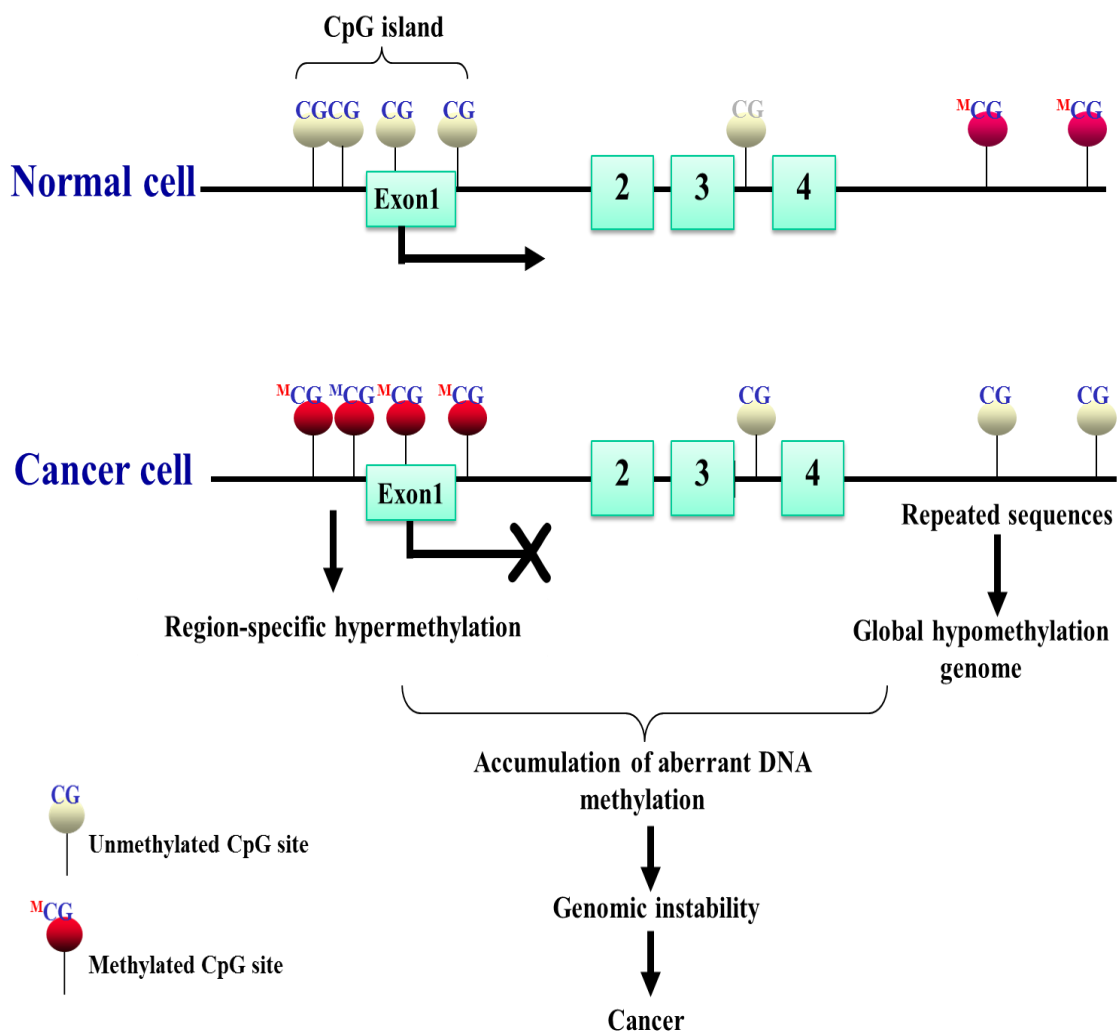 CpG island
CG CG CG CG CG MCG MCG
Normal cell
Exon1 2 3 4
MCG MCG MCG MCG CG CG CG
Cancer cell
Exon1 2 3 4
Repeated sequences
Region-specific hypermethylation
Global hypomethylation
genome
Accumulation of aberrant DNA
methylation
CG
Unmethylated CpG site
Genomic instability
MCG
Methylated CpG site
Cancer